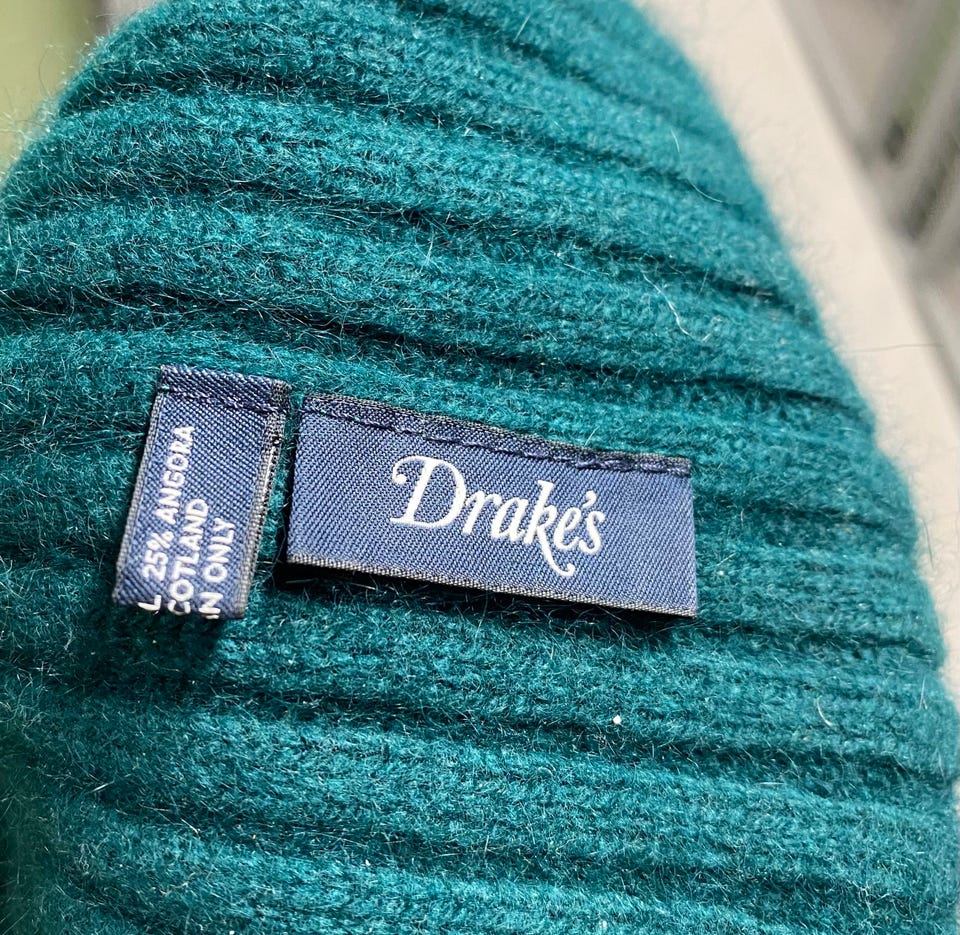 25% ANGORA
COTLAND
N ONLY
Drake's